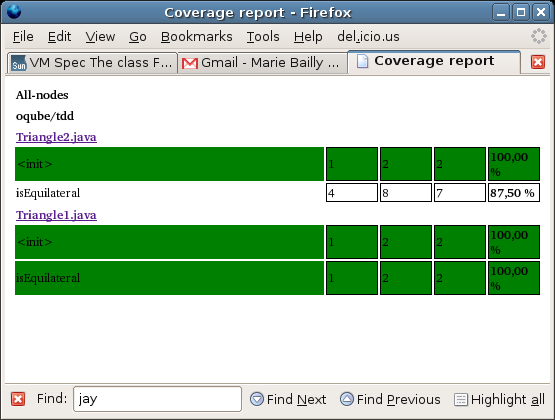 Coverage report - Firefox
File Edit View Go Bookmarks Tools Help del.icio.us
Sun VM Spec The class F... Gmail - Marie Bailly ... Coverage report
All-nodes
oqube/tdd
Triangle2.java
<init> 1 2 2 100,00 %
isEquilateral 4 8 7 87,50 %
Triangle1.java
<init> 1 2 2 100,00 %
isEquilateral 1 2 2 100,00 %
Find: jay Find Next Find Previous Highlight all